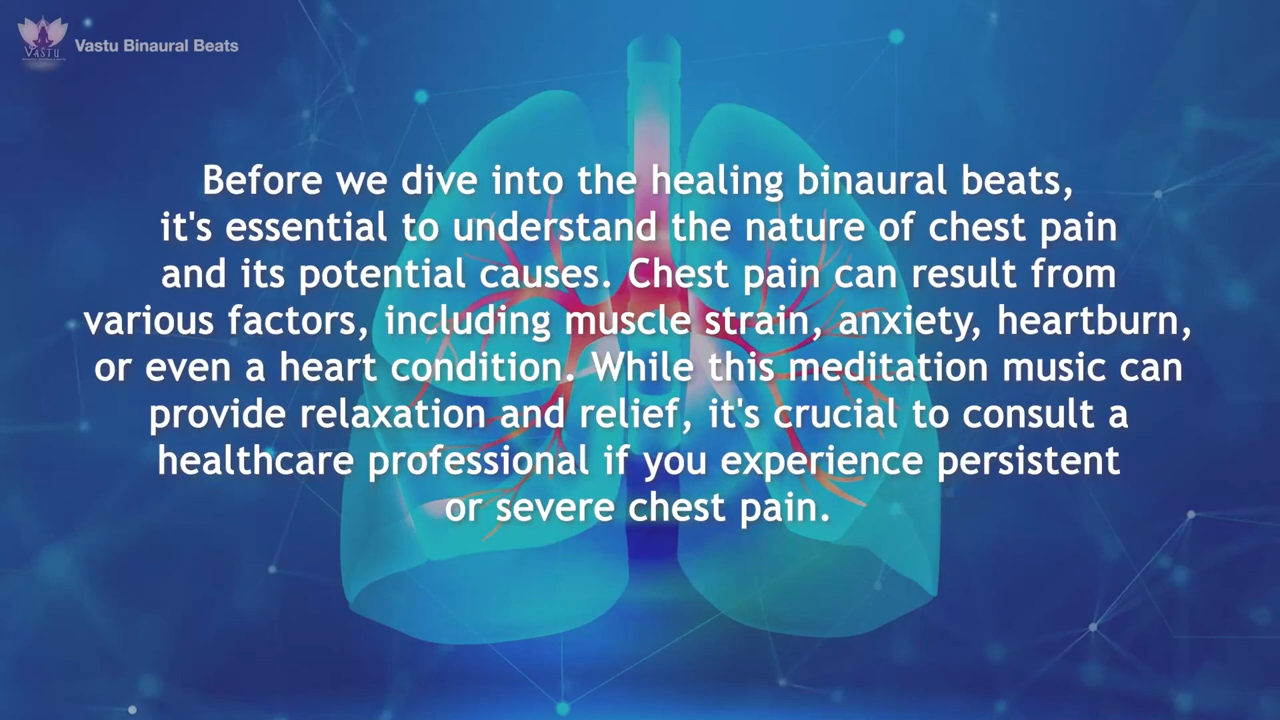 VASTU
Vastu Binaural Beats
Before we dive into the healing binaural beats,
it's essential to understand the nature of chest pain
and its potential causes. Chest pain can result from
various factors, including muscle strain, anxiety, heartburn,
or even a heart condition. While this meditation music can
provide relaxation and relief, it's crucial to consult a
healthcare professional if you experience persistent
or severe chest pain.